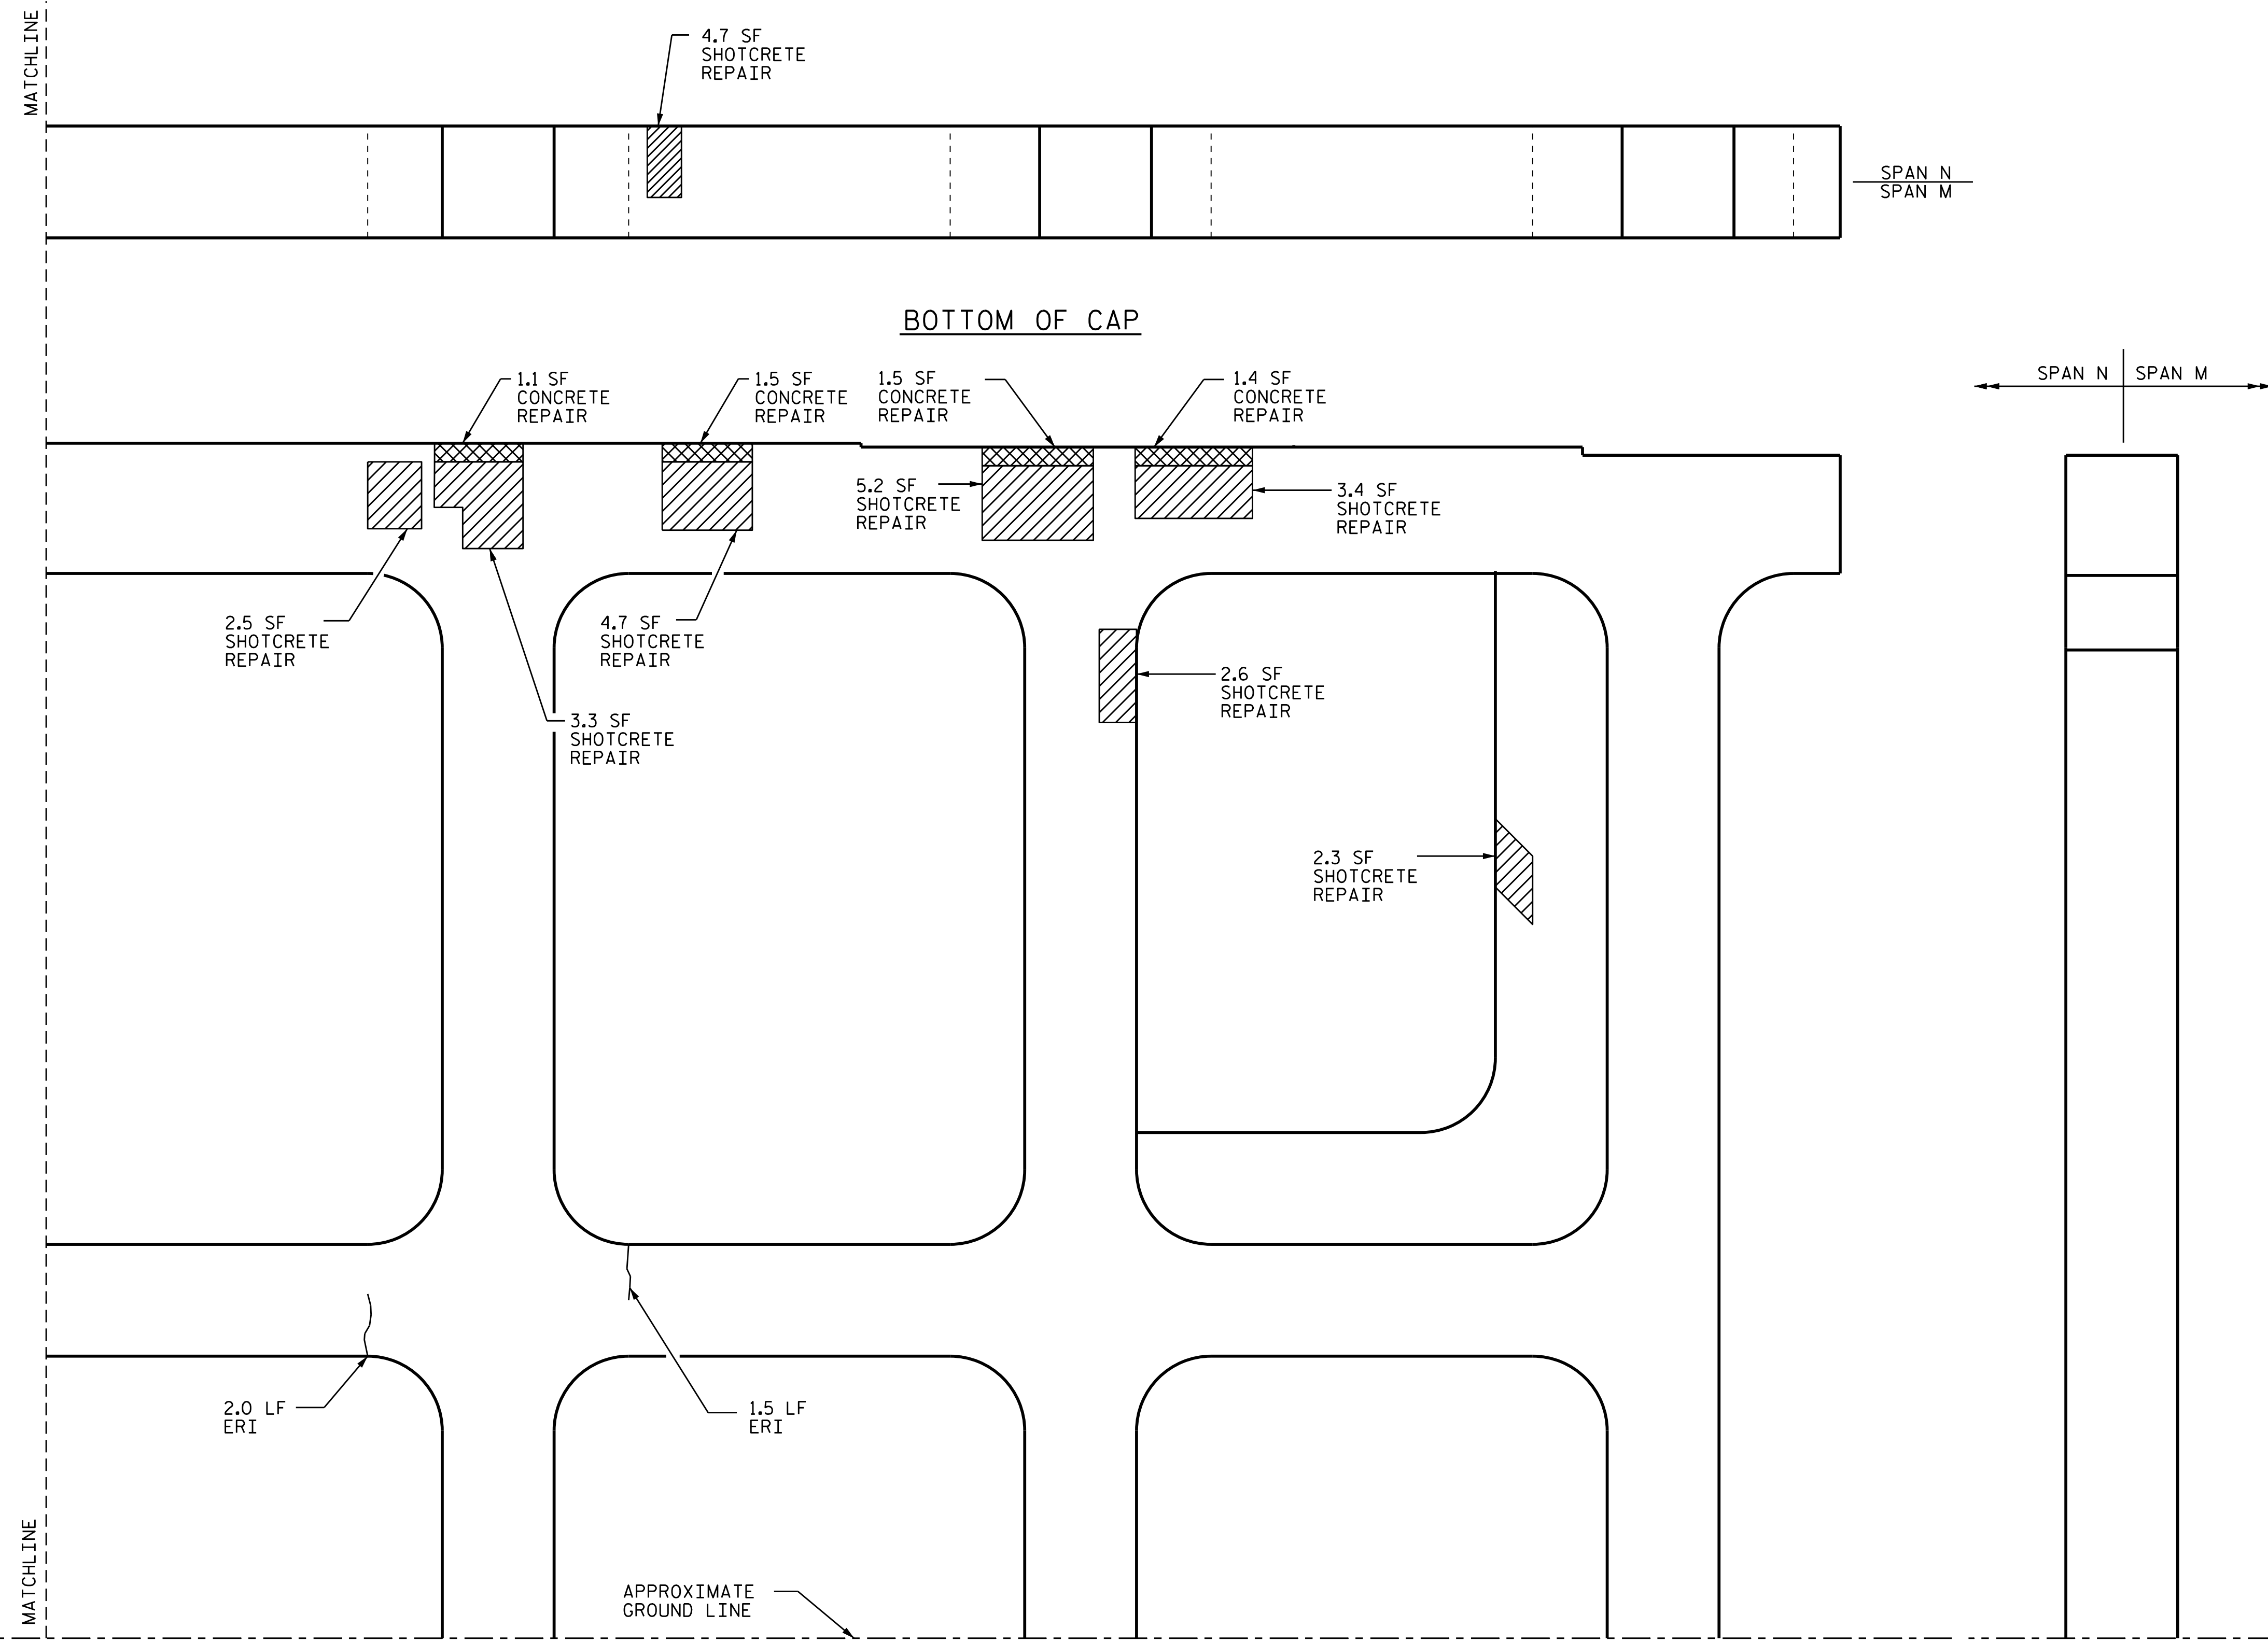 MATCHLINE
4.7 SF
SHOTCRETE
REPAIR
SPAN N
SPAN M
BOTTOM OF CAP
1.1 SF
CONCRETE
REPAIR
1.5 SF
CONCRETE
REPAIR
1.5 SF
CONCRETE
REPAIR
1.4 SF
CONCRETE
REPAIR
SPAN N
SPAN M
5.2 SF
SHOTCRETE
REPAIR
3.4 SF
SHOTCRETE
REPAIR
2.5 SF
SHOTCRETE
REPAIR
4.7 SF
SHOTCRETE
REPAIR
2.6 SF
SHOTCRETE
REPAIR
3.3 SF
SHOTCRETE
REPAIR
2.3 SF
SHOTCRETE
REPAIR
2.0 LF
ERI
1.5 LF
ERI
MATCHLINE
APPROXIMATE
GROUND LINE